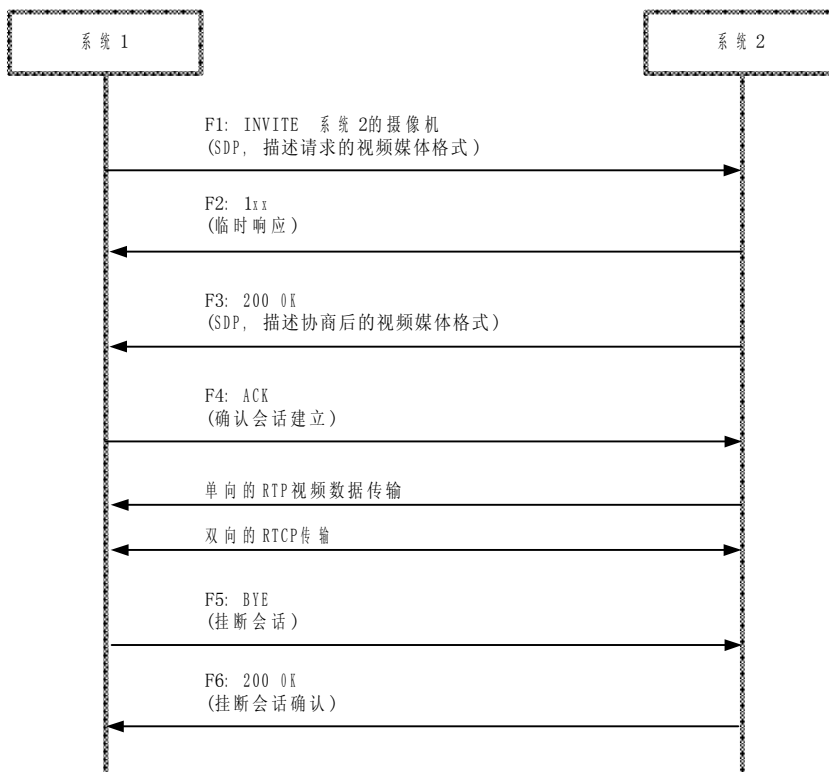 系统1
系统2
F1: INVITE 系统2的摄像机
(SDP, 描述请求的视频媒体格式)
F2: 1xx
(临时响应)
F3: 200 OK
(SDP, 描述协商后的视频媒体格式)
F4: ACK
(确认会话建立)
单向的RTP视频数据传输
双向的RTCP传输
F5: BYE
(挂断会话)
F6: 200 OK
(挂断会话确认)